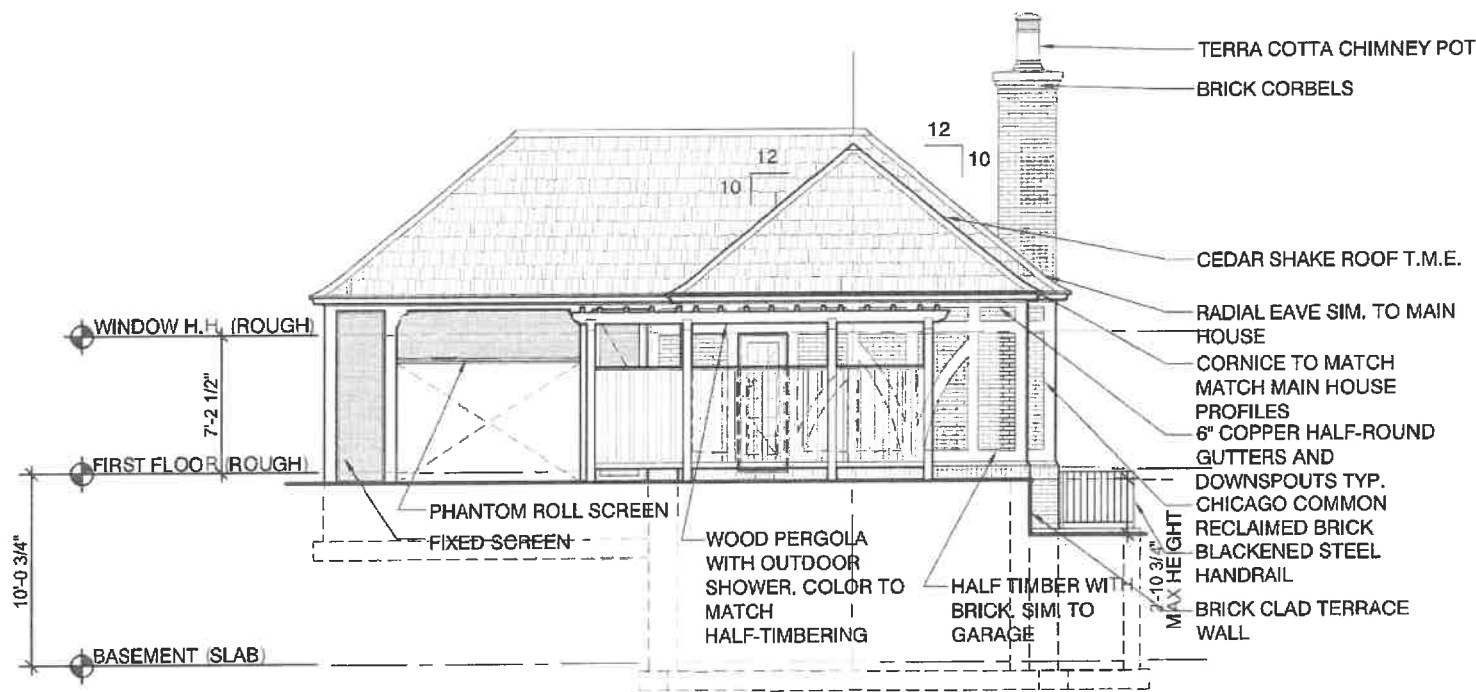 TERRA COTTA CHIMNEY POT
BRICK CORBELS
12
10
12
10
CEDAR SHAKE ROOF T.M.E.
RADIAL EAVE SIM. TO MAIN
HOUSE
CORNICE TO MATCH
MATCH MAIN HOUSE
PROFILES
6" COPPER HALF-ROUND
GUTTERS AND
DOWNSPOUTS TYP.
CHICAGO COMMON
RECLAIMED BRICK
BLACKENED STEEL
HANDRAIL
BRICK CLAD TERRACE
WALL
WINDOW H.H. (ROUGH)
7'-2 1/2"
FIRST FLOOR (ROUGH)
10'-0 3/4"
BASEMENT (SLAB)
PHANTOM ROLL SCREEN
FIXED SCREEN
WOOD PERGOLA
WITH OUTDOOR
SHOWER, COLOR TO
MATCH
HALF-TIMBERING
HALF TIMBER WITH
BRICK, SIM. TO
GARAGE
2'-10 3/4"
MAX HEIGHT